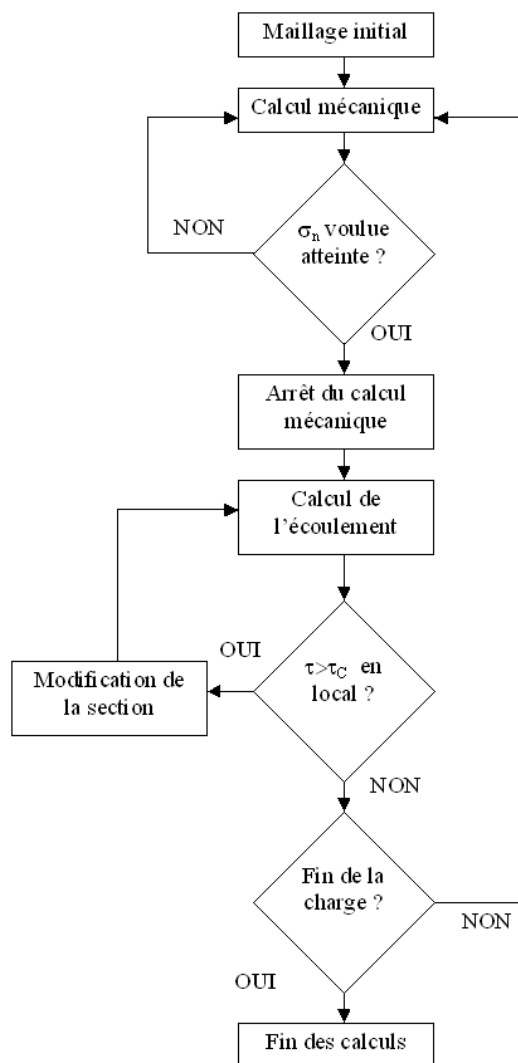 Maillage initial
Calcul mécanique
NON
σn voulue
atteinte ?
OUI
Arrêt du calcul
mécanique
Calcul de
l'écoulement
OUI
τ>τC en
local ?
Modification de
la section
NON
Fin de la
charge ?
NON
OUI
Fin des calculs